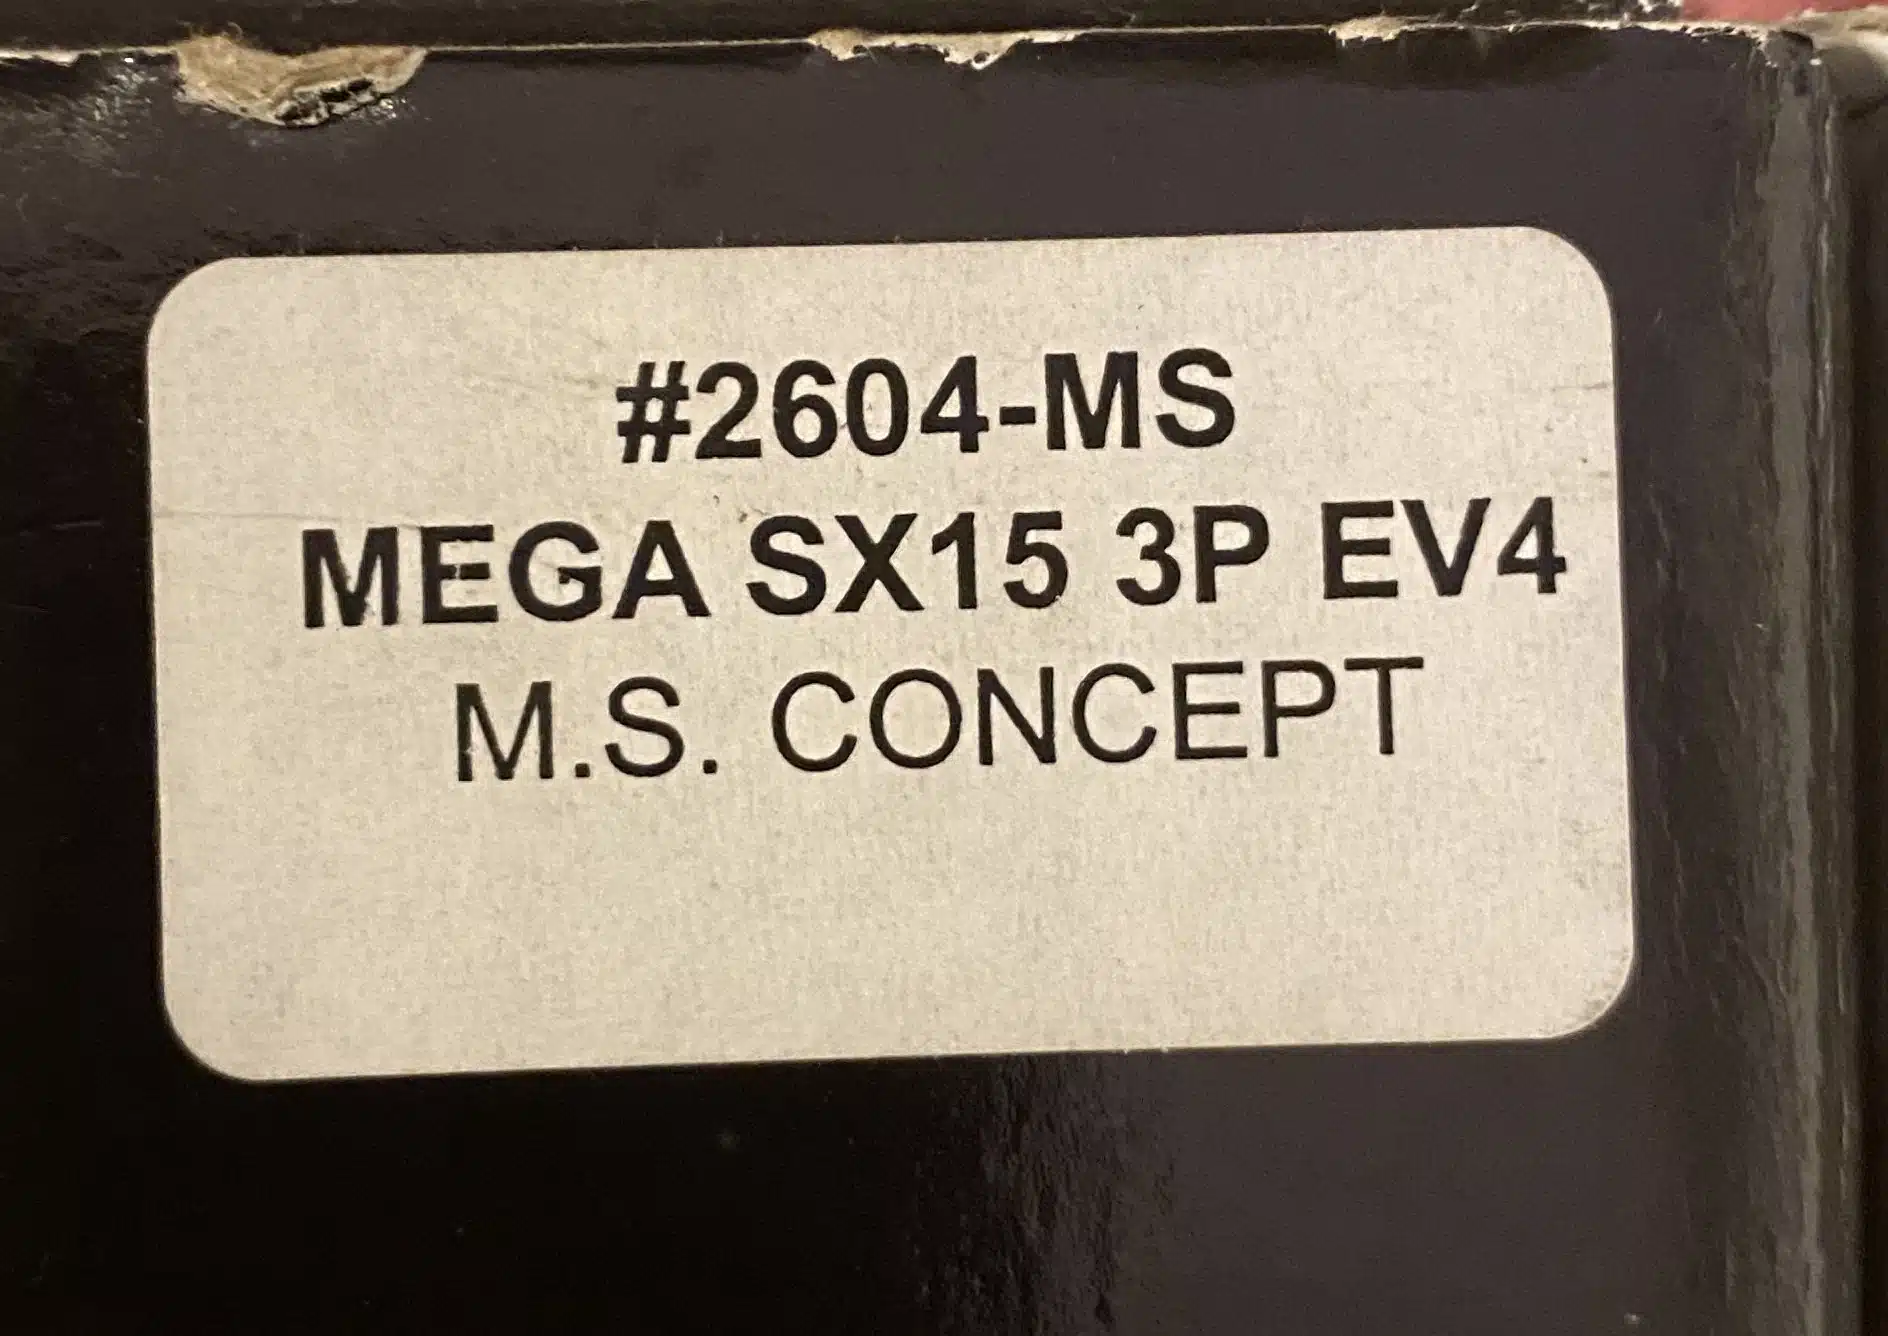 #2604-MS
MEGA SX15 3P EV4
M.S. CONCEPT